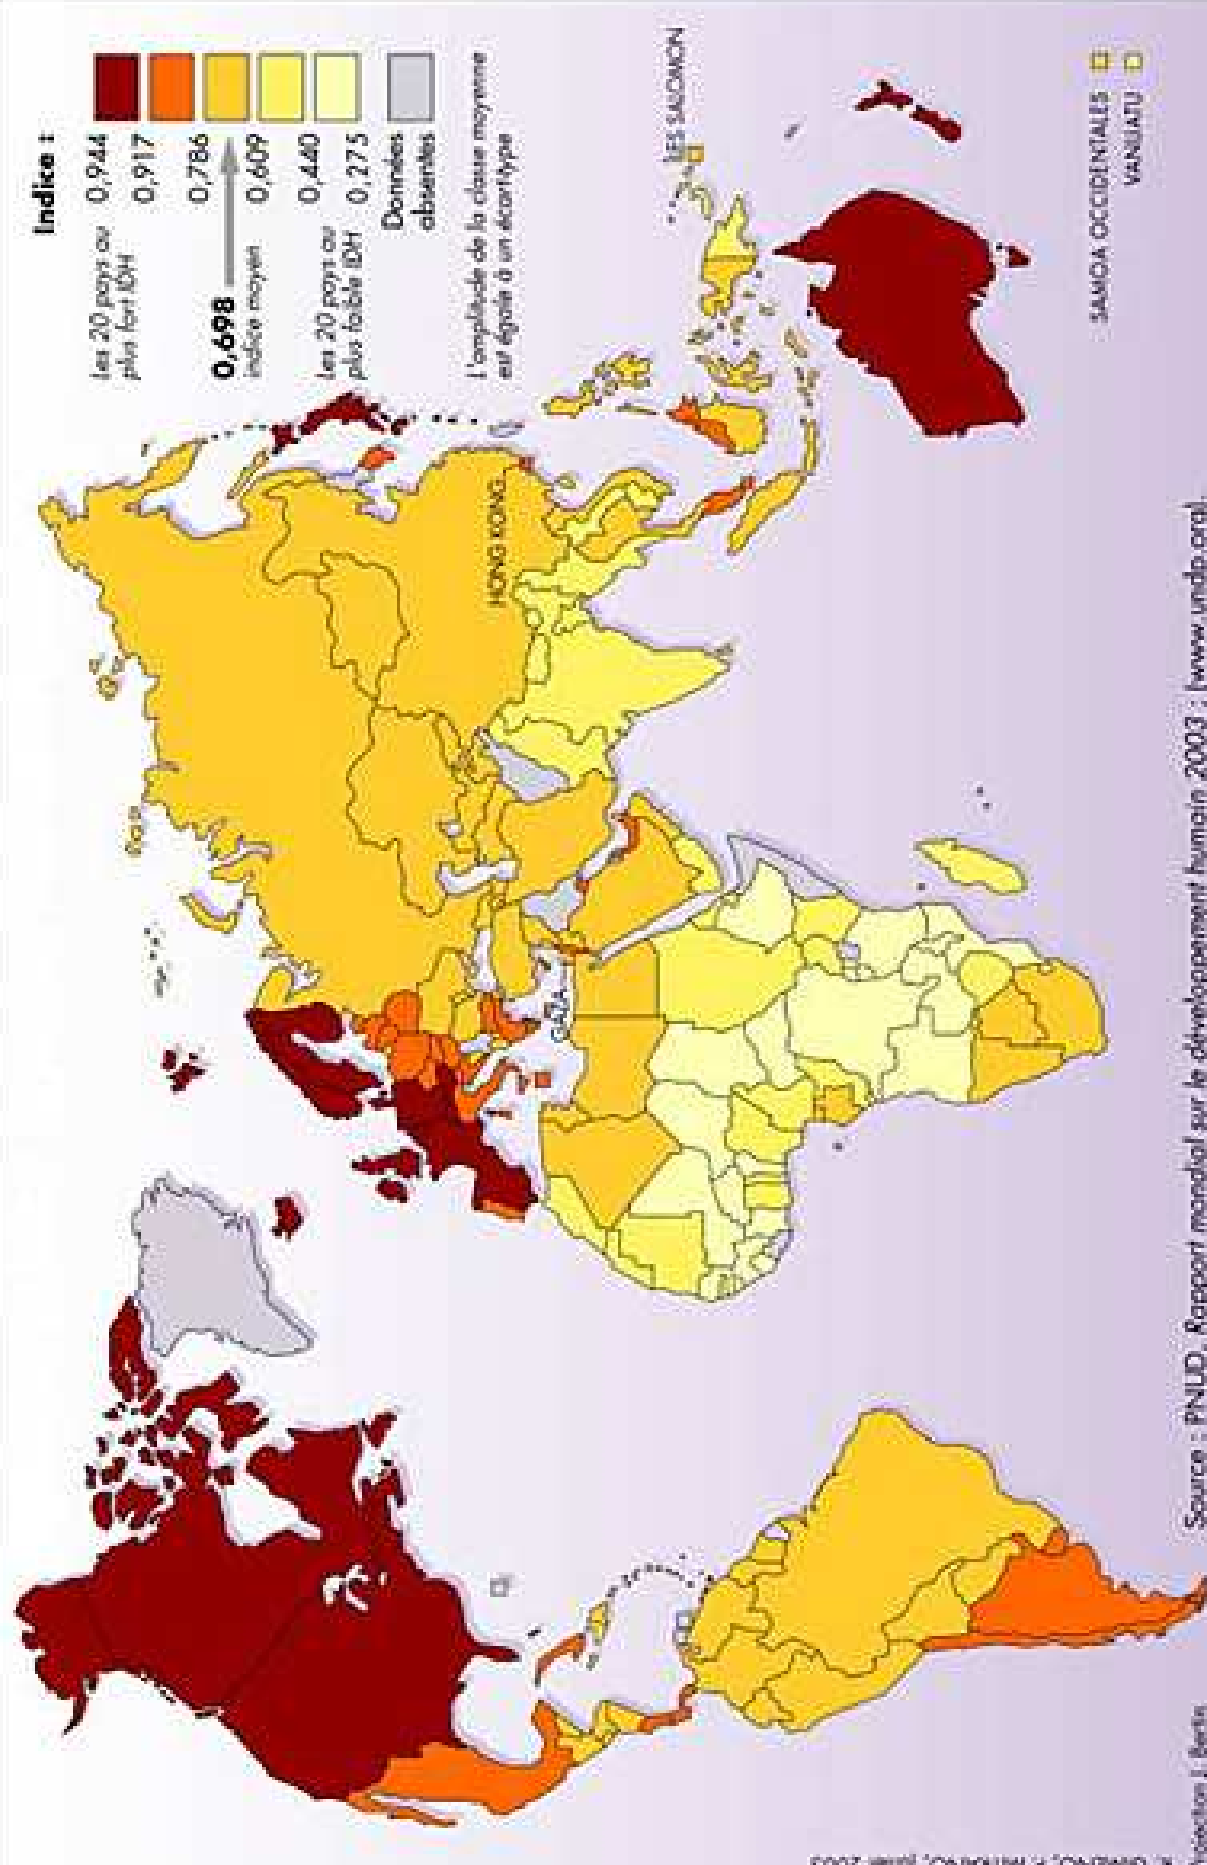 Indice :
Les 20 pays au
plus fort IDH
0,944
0,917
0,786
0,698
indice moyen
0,609
0,440
Les 20 pays au
plus faible IDH
0,275
Données
absentes
L'amplitude de la classe moyenne
est égale à un écart-type
LES SALOMON
HONG KONG
GAZA
SAMOA OCCIDENTALES
VANUATU
Source : PNUD, Rapport mondial sur le développement humain 2003 ; (www.undp.org).
Projection J. Bertin